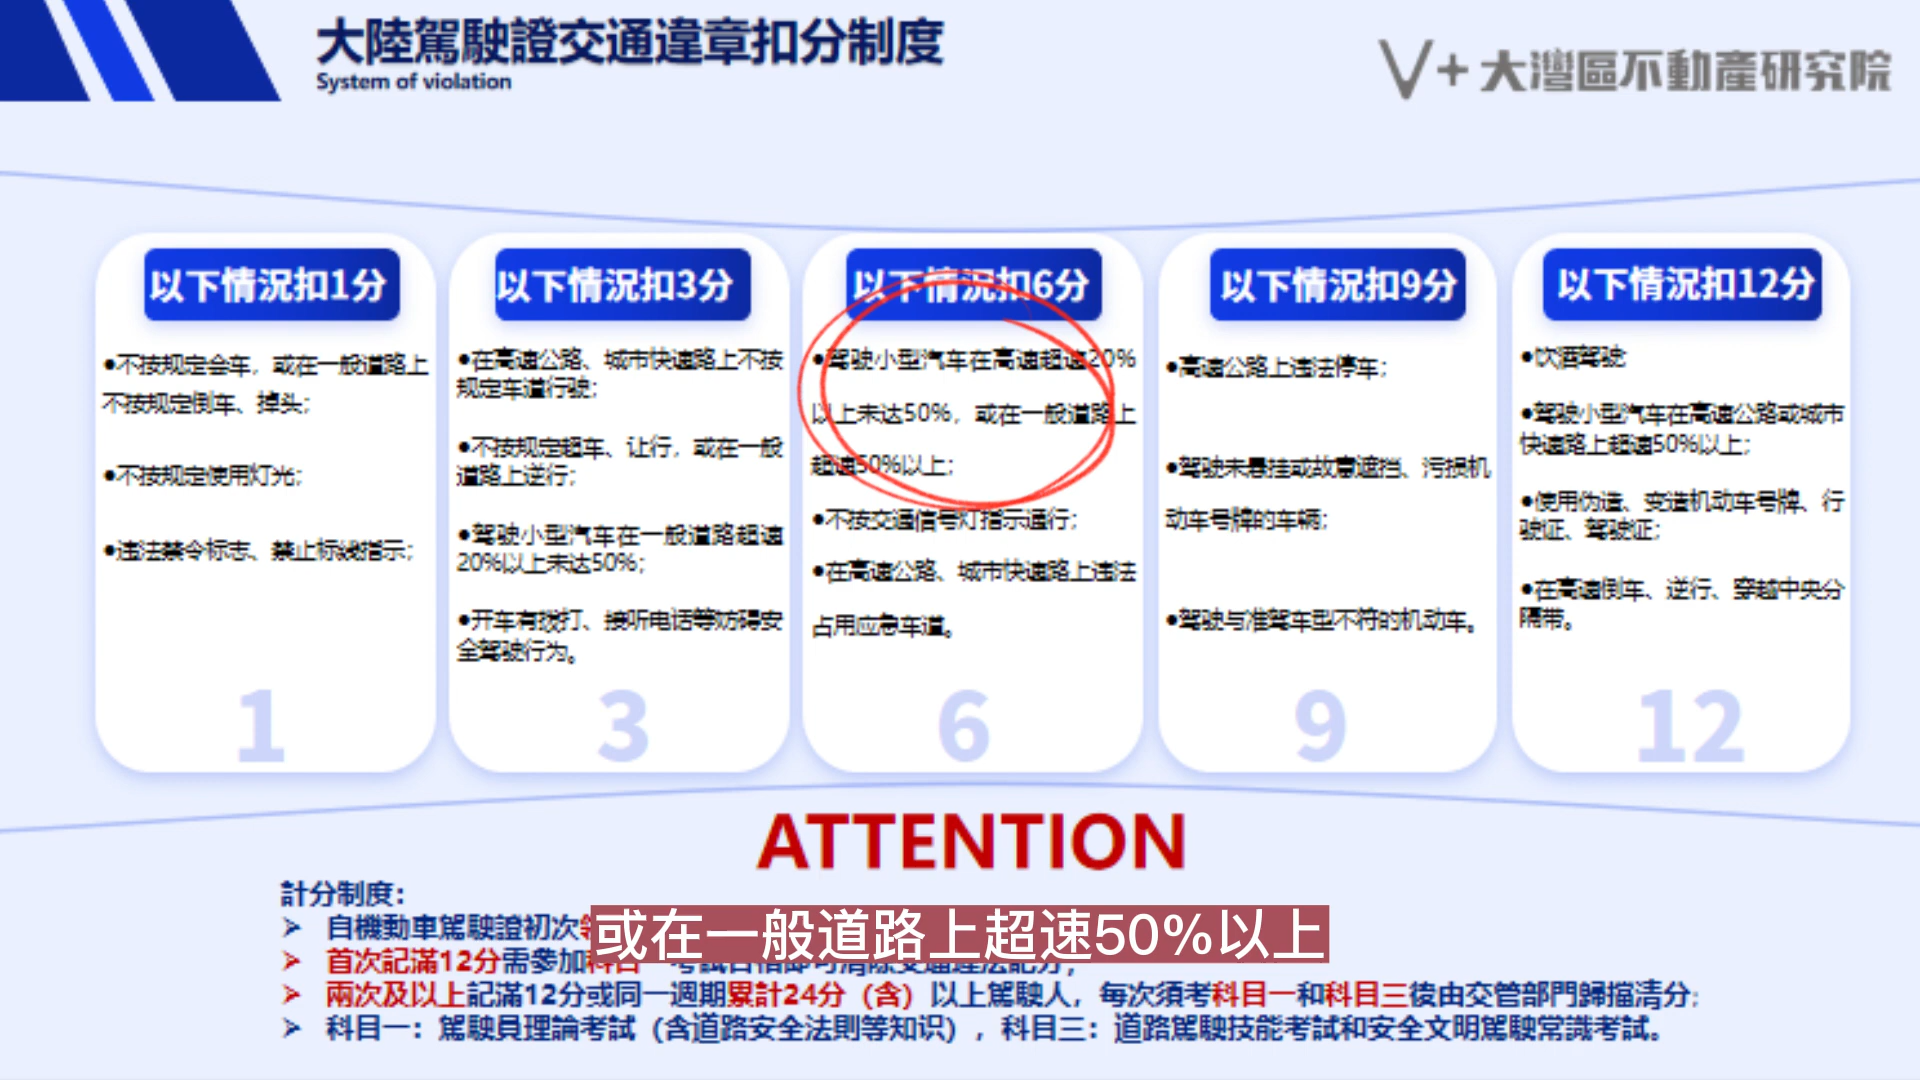 大陸駕駛證交通違章扣分制度
System of violation
V+大灣區不動產研究院
以下情況扣1分
●不按规定会车，或在一般道路上
不按规定倒车、掉头；
●不按规定使用灯光；
●违法禁令标志、禁止标线指示；
1
以下情況扣3分
●在高速公路、城市快速路上不按
规定车道行驶；
●不按规定超车、让行，或在一般
道路上逆行；
●驾驶小型汽车在一般道路超速
20%以上未达50%；
●开车有拨打、接听电话等妨碍安
全驾驶行为。
3
以下情況扣6分
●驾驶小型汽车在高速超速20%
以上未达50%，或在一般道路上
超速50%以上；
●不按交通信号灯指示通行；
●在高速公路、城市快速路上违法
占用应急车道。
6
以下情況扣9分
●高速公路上违法停车；
●驾驶未悬挂或故意遮挡、污损机
动车号牌的车辆；
●驾驶与准驾车型不符的机动车。
9
以下情況扣12分
●饮酒驾驶
●驾驶小型汽车在高速公路或城市
快速路上超速50%以上；
●使用伪造、变造机动车号牌、行
驶证、驾驶证；
●在高速倒车、逆行、穿越中央分
隔带。
12
ATTENTION
計分制度：
➢ 自機動車駕駛證初次
或在一般道路上超速50%以上
➢ 首次記滿12分需參加科目一考試合格即可清除交通違法記分；
➢ 兩次及以上記滿12分或同一週期累計24分（含）以上駕駛人，每次須考科目一和科目三後由交管部門歸擋清分；
➢ 科目一：駕駛員理論考試（含道路安全法則等知识），科目三：道路駕駛技能考試和安全文明駕駛常識考試。